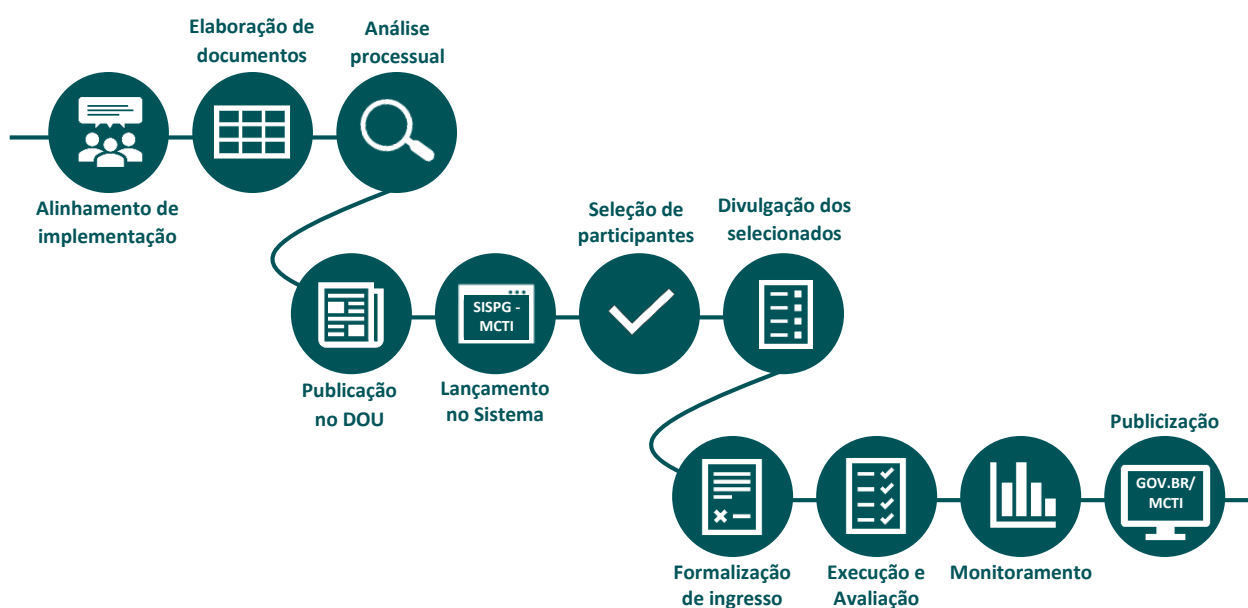 Alinhamento de
implementação
Elaboração de
documentos
Análise
processual
Publicação
no DOU
SISPG -
MCTI
Lançamento
no Sistema
Seleção de
participantes
Divulgação dos
selecionados
Formalização
de ingresso
Execução e
Avaliação
Monitoramento
Publicização
GOV.BR/
MCTI